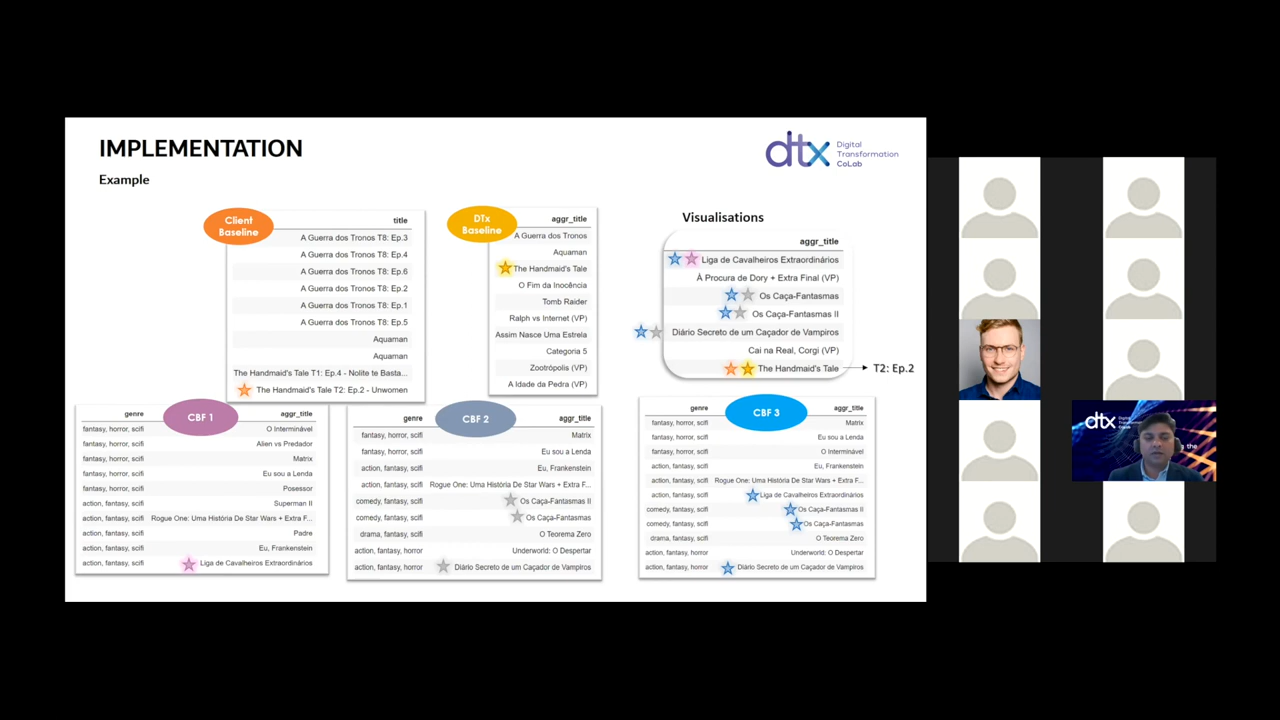 IMPLEMENTATION
Example
dtx Digital
Transformation
CoLab
Client
Baseline
title
A Guerra dos Tronos T8: Ep.3
A Guerra dos Tronos T8: Ep.4
A Guerra dos Tronos T8: Ep.6
A Guerra dos Tronos T8: Ep.2
A Guerra dos Tronos T8: Ep.1
A Guerra dos Tronos T8: Ep.5
Aquaman
Aquaman
The Handmaid's Tale T1: Ep.4 - Nolite te Basta...
The Handmaid's Tale T2: Ep.2 - Unwomen
DTx
Baseline
aggr_title
A Guerra dos Tronos
Aquaman
The Handmaid's Tale
O Fim da Inocência
Tomb Raider
Ralph vs Internet (VP)
Assim Nasce Uma Estrela
Categoria 5
Zootrópolis (VP)
A Idade da Pedra (VP)
Visualisations
aggr_title
Liga de Cavalheiros Extraordinários
À Procura de Dory + Extra Final (VP)
Os Caça-Fantasmas
Os Caça-Fantasmas II
Diário Secreto de um Caçador de Vampiros
Cai na Real, Corgi (VP)
The Handmaid's Tale
T2: Ep.2
CBF 1
genre aggr_title
fantasy, horror, scifi O Interminável
fantasy, horror, scifi Alien vs Predador
fantasy, horror, scifi Matrix
fantasy, horror, scifi Eu sou a Lenda
fantasy, horror, scifi Posessor
action, fantasy, scifi Superman II
action, fantasy, scifi Rogue One: Uma História De Star Wars + Extra F...
action, fantasy, scifi Padre
action, fantasy, scifi Eu, Frankenstein
action, fantasy, scifi Liga de Cavalheiros Extraordinários
CBF 2
genre aggr_title
fantasy, horror, scifi Matrix
fantasy, horror, scifi Eu sou a Lenda
action, fantasy, scifi Eu, Frankenstein
action, fantasy, scifi Rogue One: Uma História De Star Wars + Extra F...
comedy, fantasy, scifi Os Caça-Fantasmas II
comedy, fantasy, scifi Os Caça-Fantasmas
drama, fantasy, scifi O Teorema Zero
action, fantasy, horror Underworld: O Despertar
action, fantasy, horror Diário Secreto de um Caçador de Vampiros
CBF 3
genre aggr_title
fantasy, horror, scifi Matrix
fantasy, horror, scifi Eu sou a Lenda
fantasy, horror, scifi O Interminável
action, fantasy, scifi Eu, Frankenstein
action, fantasy, scifi Rogue One: Uma História De Star Wars + Extra F...
action, fantasy, scifi Liga de Cavalheiros Extraordinários
comedy, fantasy, scifi Os Caça-Fantasmas II
comedy, fantasy, scifi Os Caça-Fantasmas
drama, fantasy, scifi O Teorema Zero
action, fantasy, horror Underworld: O Despertar
action, fantasy, horror Diário Secreto de um Caçador de Vampiros
dtx
the